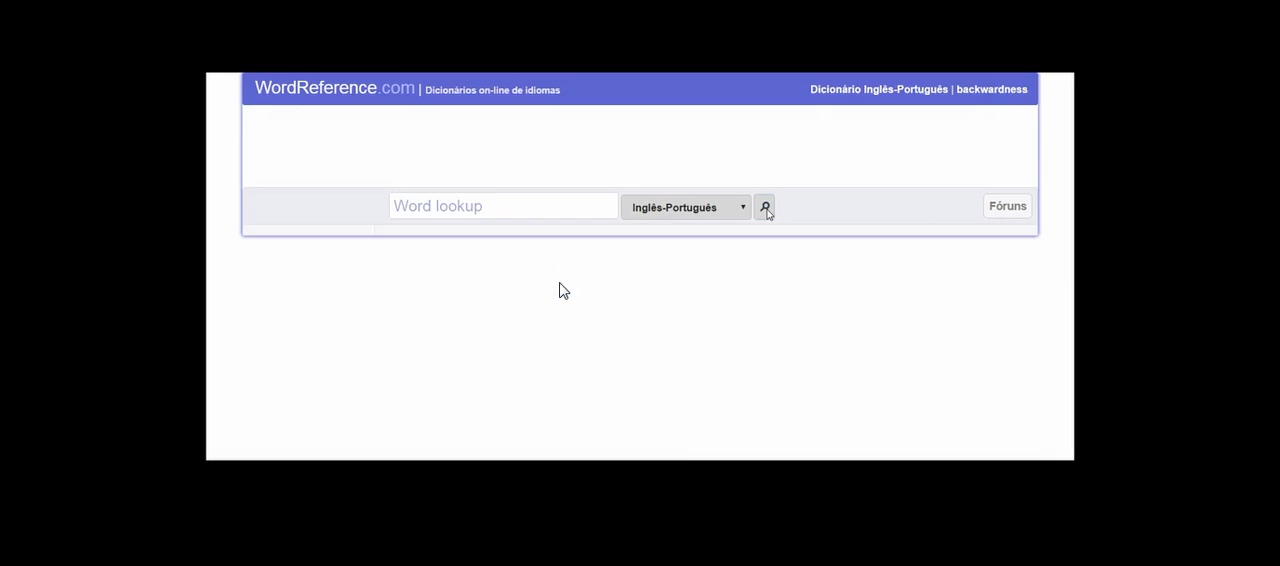 WordReference.com | Dicionários on-line de idiomas
Dicionário Inglês-Português | backwardness
Word lookup
Inglês-Português
Fóruns